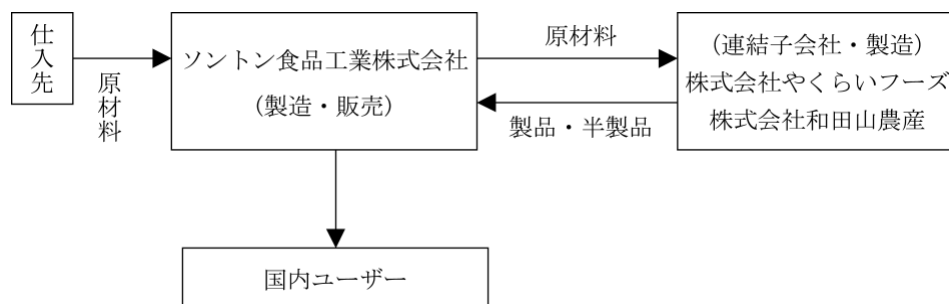 仕入先
原材料
ソントン食品工業株式会社
（製造・販売）
原材料
製品・半製品
（連結子会社・製造）
株式会社やくらいフーズ
株式会社和田山農産
国内ユーザー